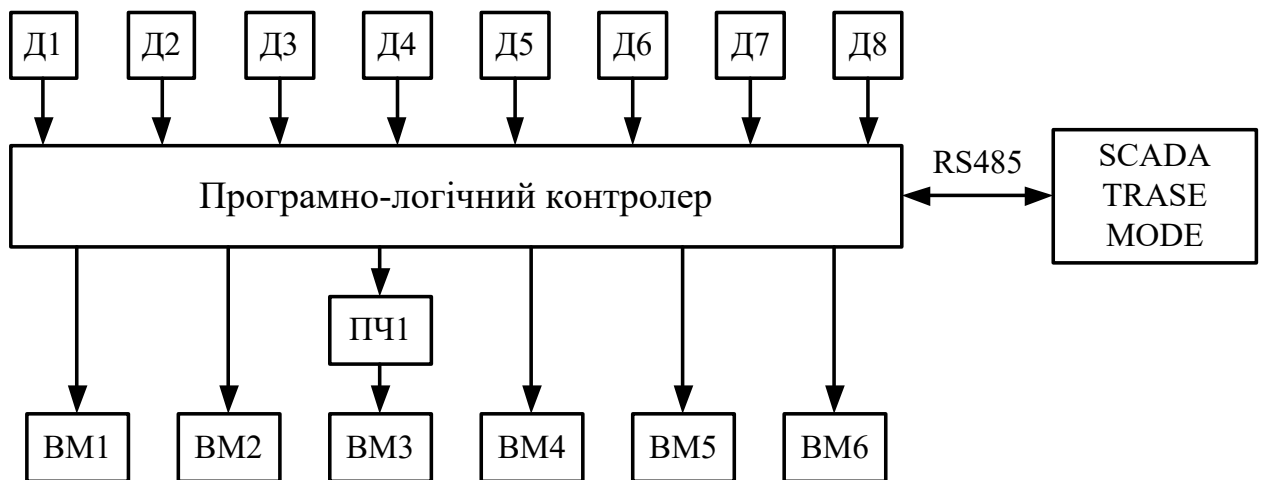 Д1 Д2 Д3 Д4 Д5 Д6 Д7 Д8
Програмно-логічний контролер
RS485
SCADA
TRASE
MODE
ПЧ1
ВМ1 ВМ2 ВМ3 ВМ4 ВМ5 ВМ6